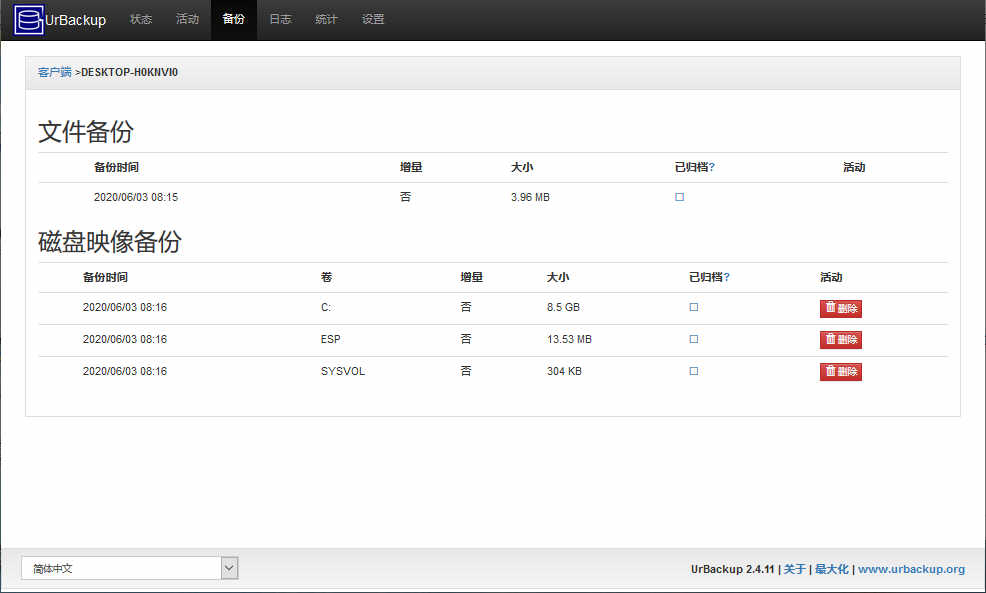 UrBackup 状态 活动 备份 日志 统计 设置
客户端 >DESKTOP-H0KNVI0
文件备份
备份时间 增量 大小 已归档? 活动
2020/06/03 08:15 否 3.96 MB
磁盘映像备份
备份时间 卷 增量 大小 已归档? 活动
2020/06/03 08:16 C: 否 8.5 GB 删除
2020/06/03 08:16 ESP 否 13.53 MB 删除
2020/06/03 08:16 SYSVOL 否 304 KB 删除
简体中文 UrBackup 2.4.11 | 关于 | 最大化 | www.urbackup.org